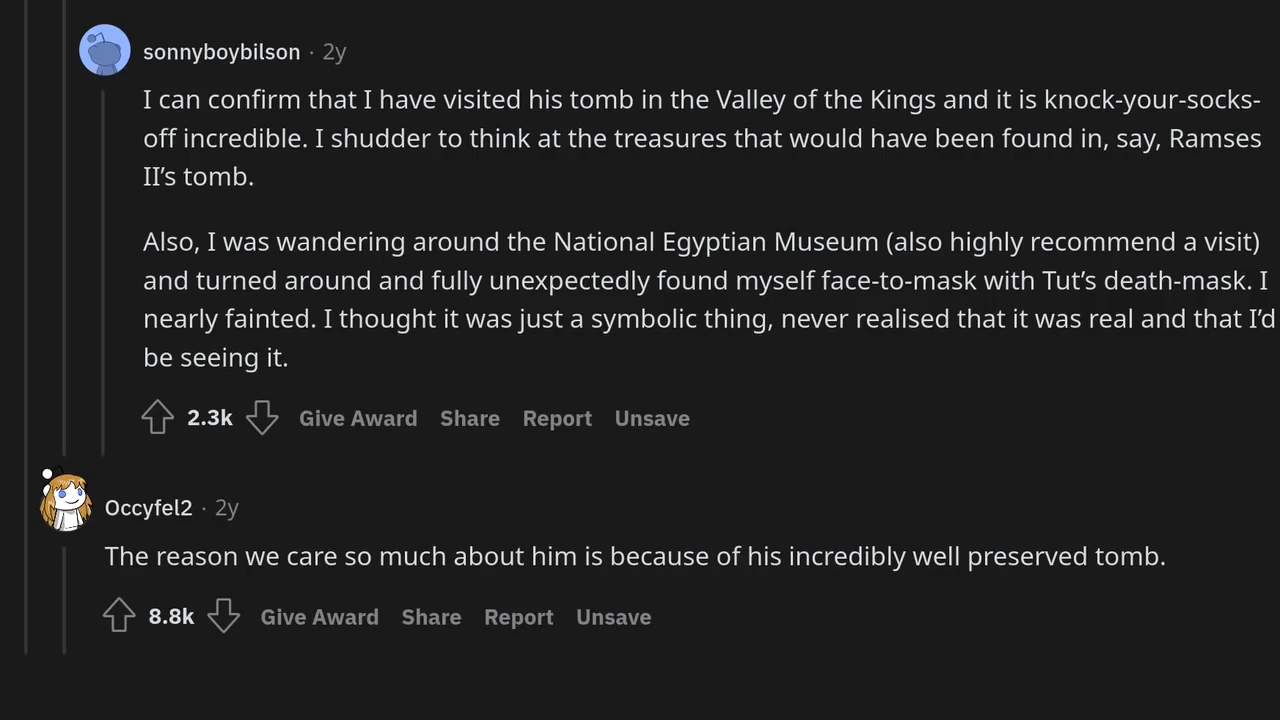 sonnyboybilson · 2y
I can confirm that I have visited his tomb in the Valley of the Kings and it is knock-your-socks-
off incredible. I shudder to think at the treasures that would have been found in, say, Ramses
II’s tomb.
Also, I was wandering around the National Egyptian Museum (also highly recommend a visit)
and turned around and fully unexpectedly found myself face-to-mask with Tut’s death-mask. I
nearly fainted. I thought it was just a symbolic thing, never realised that it was real and that I’d
be seeing it.
2.3k Give Award Share Report Unsave
Occyfel2 · 2y
The reason we care so much about him is because of his incredibly well preserved tomb.
8.8k Give Award Share Report Unsave